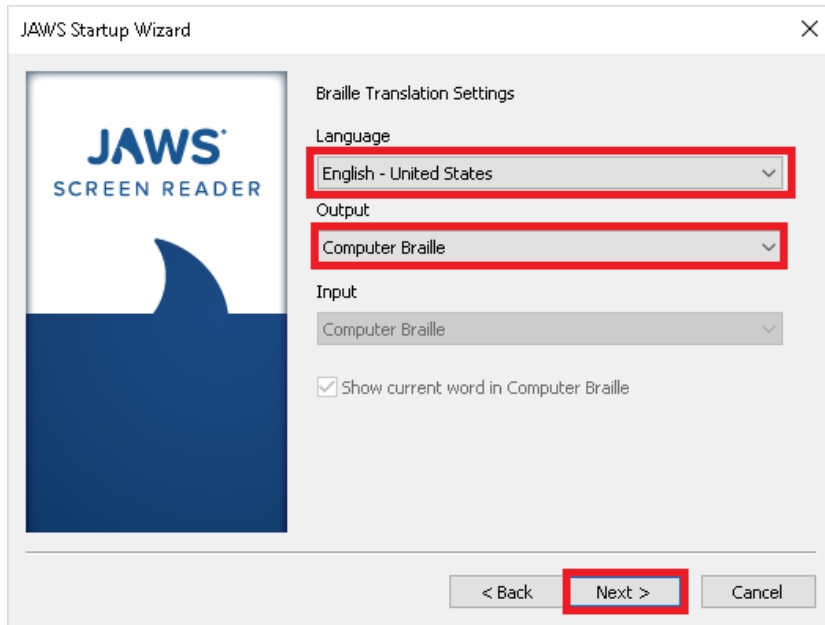 JAWS Startup Wizard
JAWS
SCREEN READER
Braille Translation Settings
Language
English - United States
Output
Computer Braille
Input
Computer Braille
Show current word in Computer Braille
< Back Next > Cancel